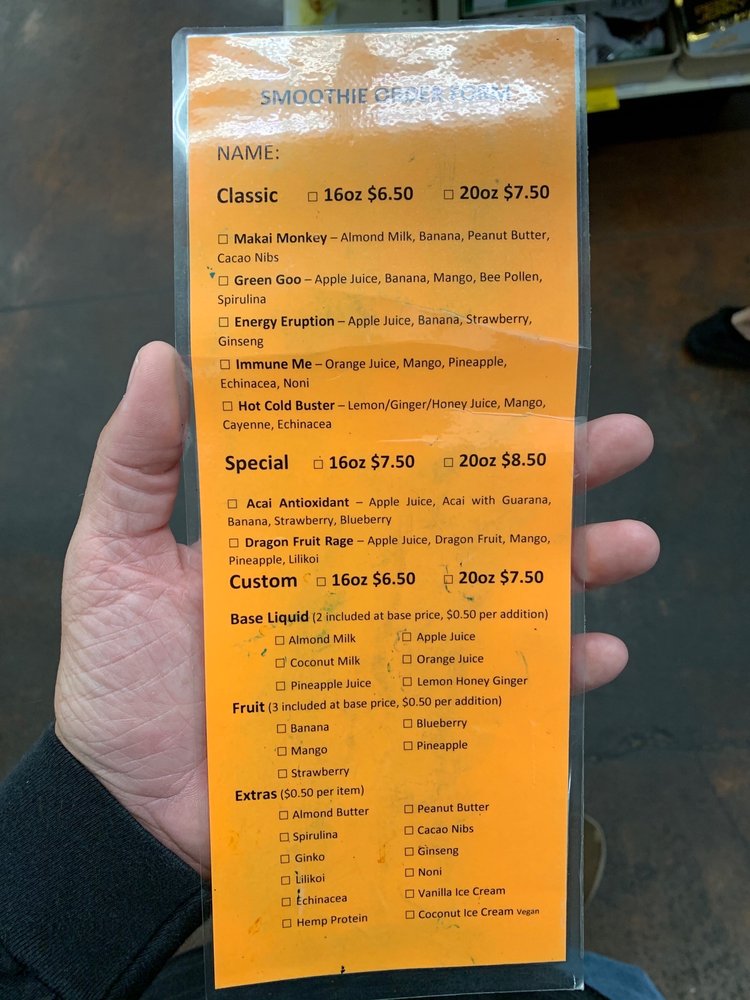 SMOOTHIE ORDER FORM
NAME:
Classic ☐ 16oz $6.50 ☐ 20oz $7.50
☐ Makai Monkey – Almond Milk, Banana, Peanut Butter,
Cacao Nibs
☐ Green Goo – Apple Juice, Banana, Mango, Bee Pollen,
Spirulina
☐ Energy Eruption – Apple Juice, Banana, Strawberry,
Ginseng
☐ Immune Me – Orange Juice, Mango, Pineapple,
Echinacea, Noni
☐ Hot Cold Buster – Lemon/Ginger/Honey Juice, Mango,
Cayenne, Echinacea
Special ☐ 16oz $7.50 ☐ 20oz $8.50
☐ Acai Antioxidant – Apple Juice, Acai with Guarana,
Banana, Strawberry, Blueberry
☐ Dragon Fruit Rage – Apple Juice, Dragon Fruit, Mango,
Pineapple, Lilikoi
Custom ☐ 16oz $6.50 ☐ 20oz $7.50
Base Liquid (2 included at base price, $0.50 per addition)
☐ Almond Milk ☐ Apple Juice
☐ Coconut Milk ☐ Orange Juice
☐ Pineapple Juice ☐ Lemon Honey Ginger
Fruit (3 included at base price, $0.50 per addition)
☐ Banana ☐ Blueberry
☐ Mango ☐ Pineapple
☐ Strawberry
Extras ($0.50 per item)
☐ Almond Butter ☐ Peanut Butter
☐ Spirulina ☐ Cacao Nibs
☐ Ginko ☐ Ginseng
☐ Lilikoi ☐ Noni
☐ Echinacea ☐ Vanilla Ice Cream
☐ Hemp Protein ☐ Coconut Ice Cream Vegan